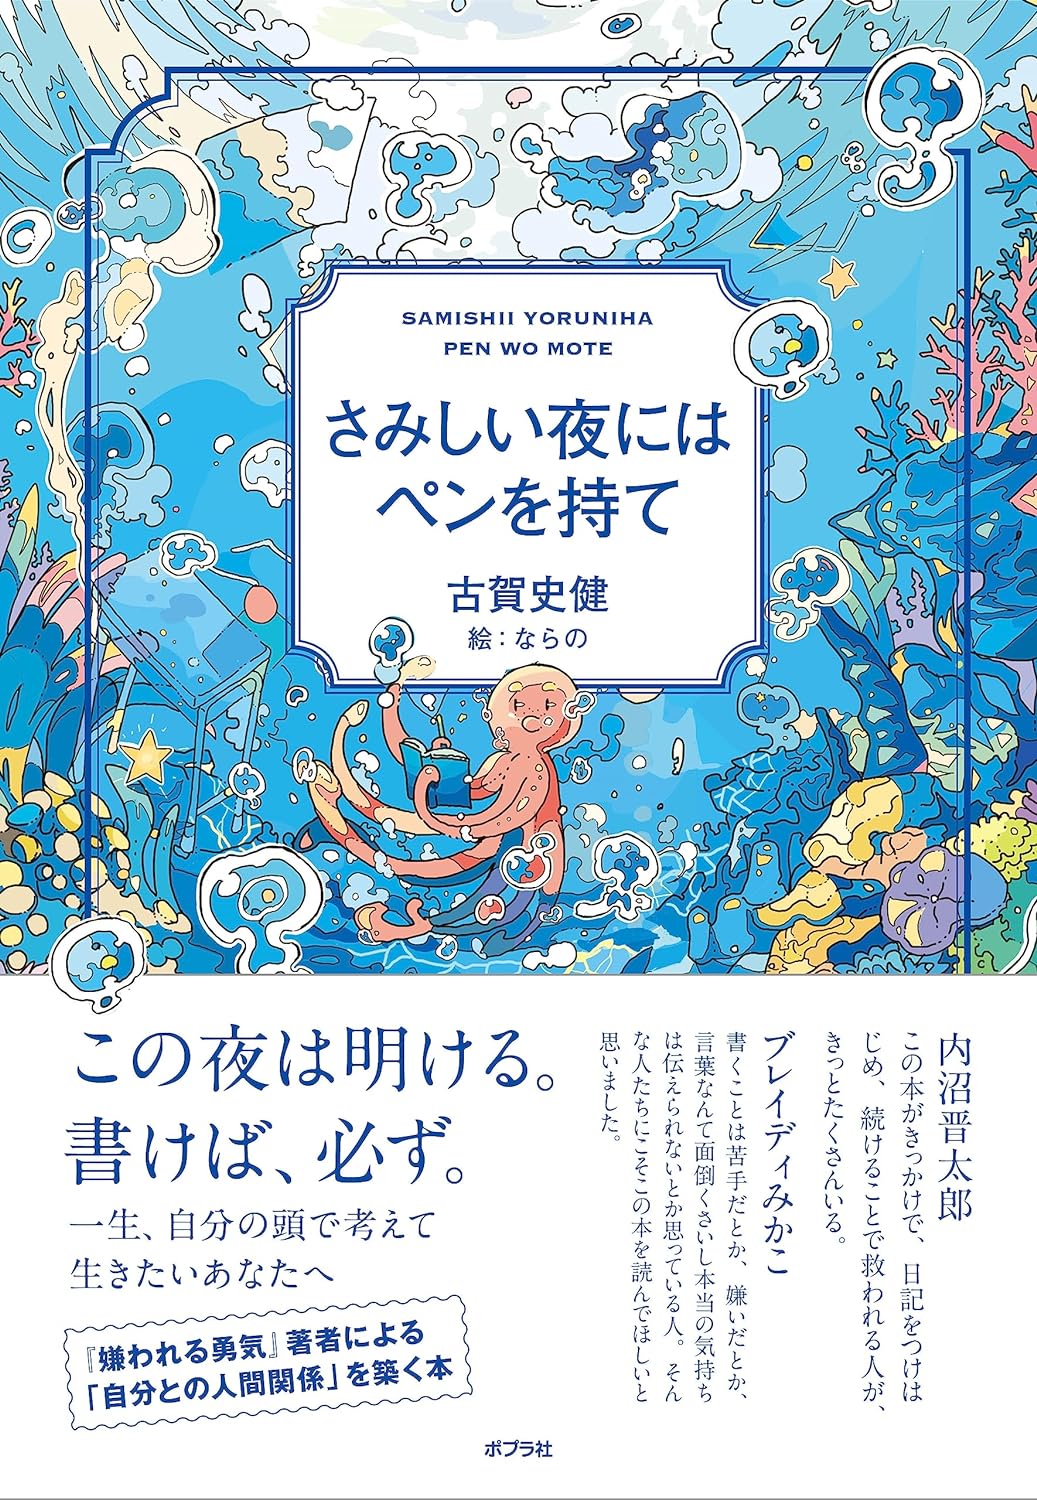 SAMISHII YORUNIHA
PEN WO MOTE
さみしい夜には
ペンを持て
古賀史健
絵：ならの
この夜は明ける。
書けば、必ず。
一生、自分の頭で考えて
生きたいあなたへ
『嫌われる勇気』著者による
「自分との人間関係」を築く本
内沼晋太郎
この本がきっかけで、日記をつけは
じめ、続けることで救われる人が、
きっとたくさんいる。
ブレイディみかこ
書くことは苦手だとか、嫌いだとか、
言葉なんて面倒くさいし本当の気持ち
は伝えられないとか思っている人。そん
な人たちにこそこの本を読んでほしいと
思いました。
ポプラ社